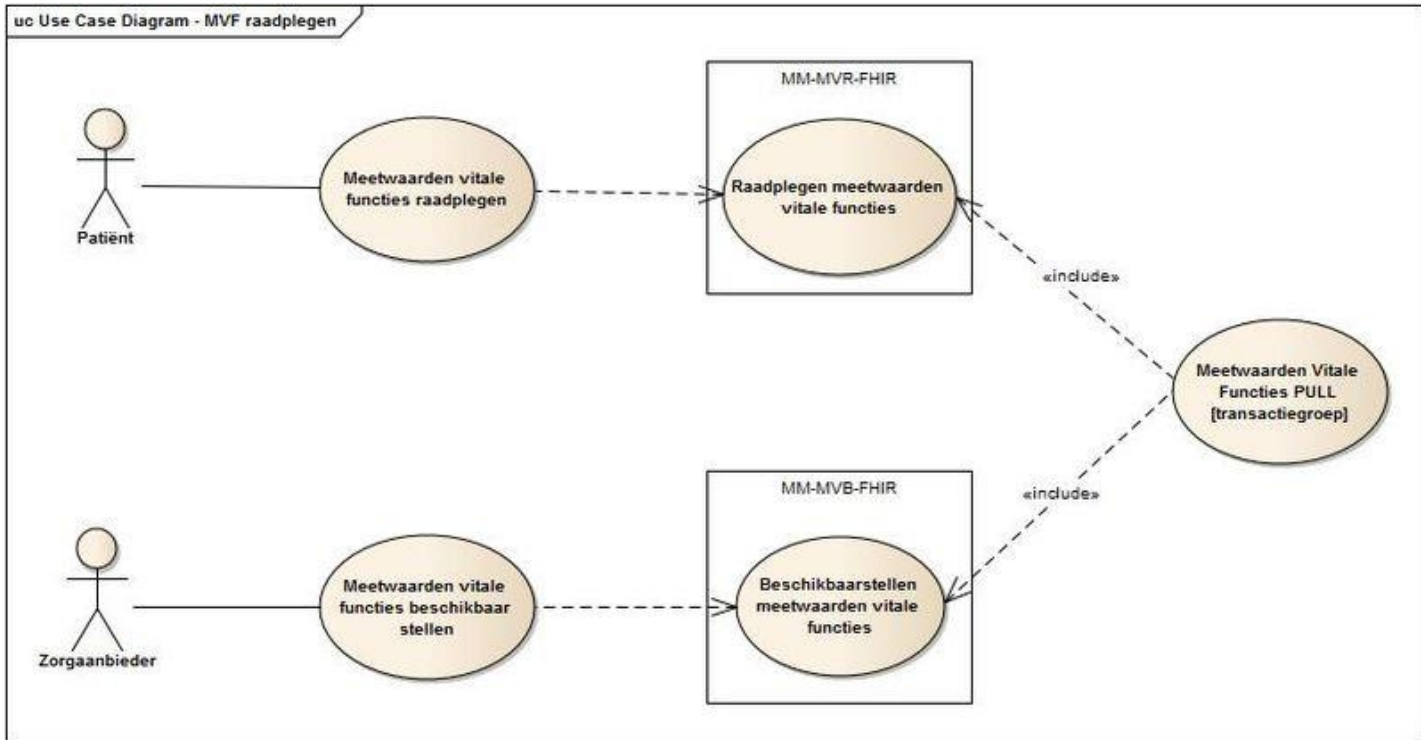 uc Use Case Diagram - MVF raadplegen
MM-MVR-FHIR
Patiënt
Meetwaarden vitale
functies raadplegen
Raadplegen meetwaarden
vitale functies
«include»
Meetwaarden Vitale
Functies PULL
[transactiegroep]
«include»
MM-MVB-FHIR
Zorgaanbieder
Meetwaarden vitale
functies beschikbaar
stellen
Beschikbaarstellen
meetwaarden vitale
functies